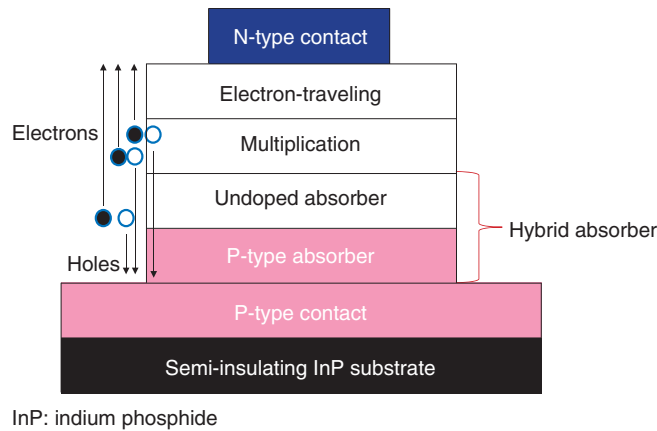 N-type contact
Electron-traveling
Electrons
Multiplication
Undoped absorber
Hybrid absorber
P-type absorber
Holes
P-type contact
Semi-insulating InP substrate
InP: indium phosphide